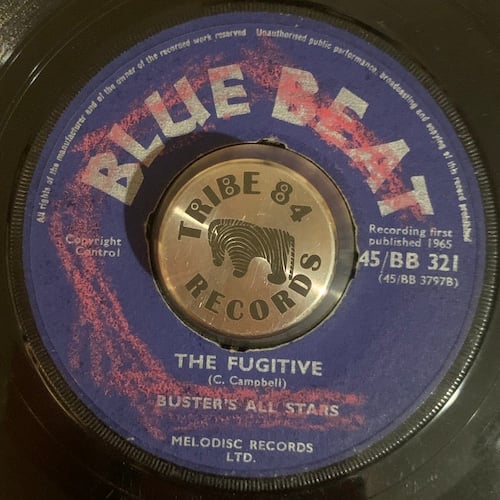 All rights of the manufacturer and of the owner of the recorded work reserved
Unauthorised public performance, broadcasting and copying of this record prohibited
BLUE BEAT
TRIBE 84
RECORDS
Copyright
Control
Recording first
published 1965
45/BB 321
(45/BB 3797B)
THE FUGITIVE
(C. Campbell)
BUSTER'S ALL STARS
MELODISC RECORDS
LTD.